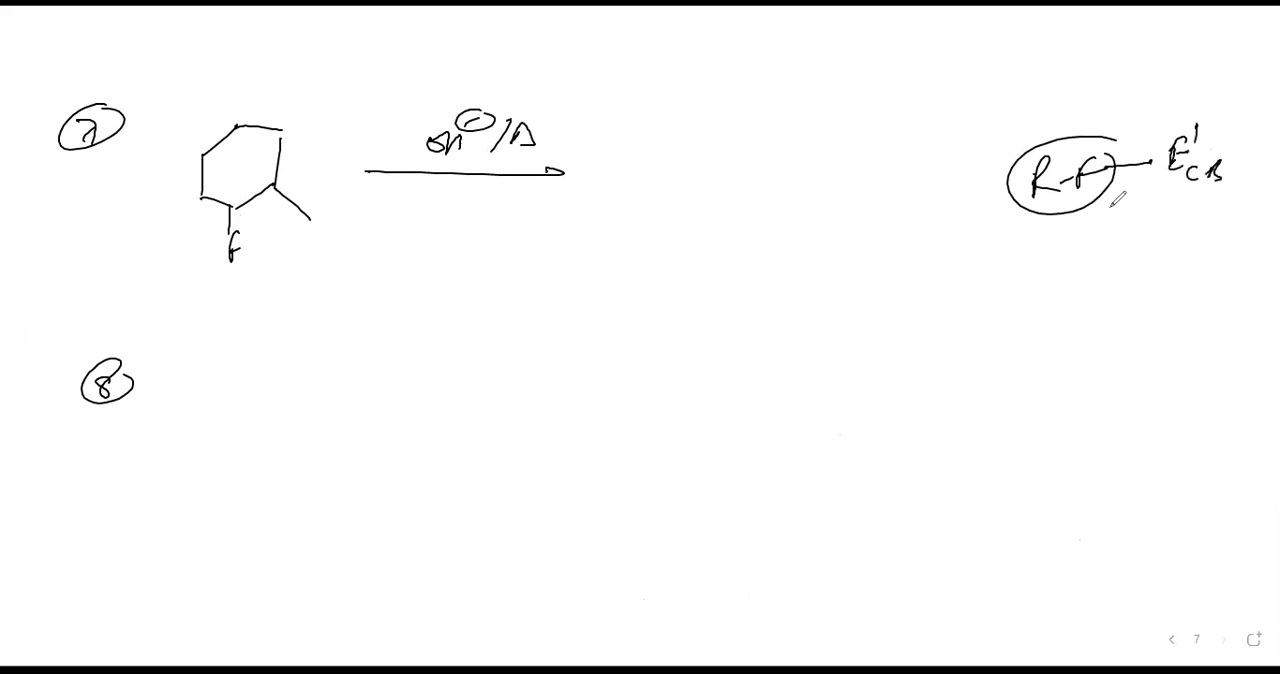 7
OH⊖/Δ
R-F — E¹CB
F
8
< 7 >